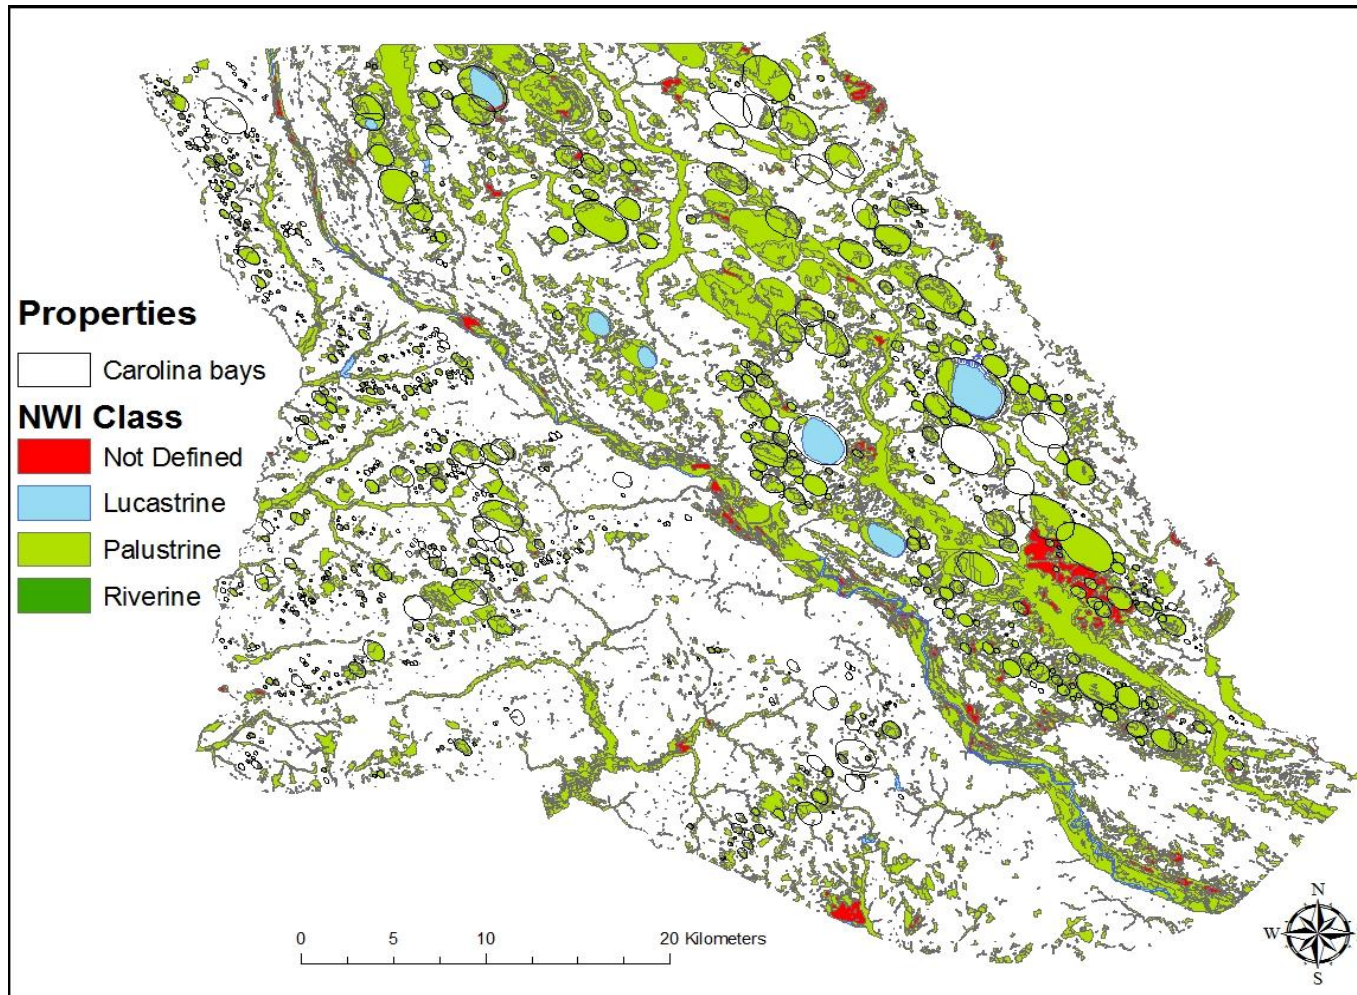 Properties
Carolina bays
NWI Class
Not Defined
Lucastrine
Palustrine
Riverine
0 5 10 20 Kilometers
N
W
S